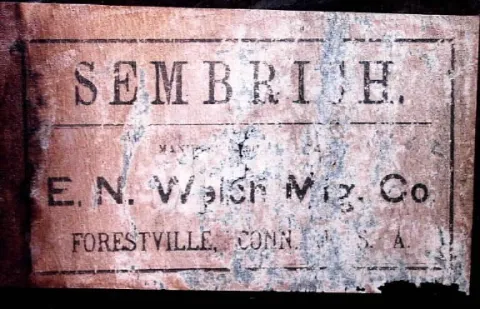 SEMBRICH.
E. N. Welch Mfg. Co
FORESTVILLE, CONN. U. S. A.